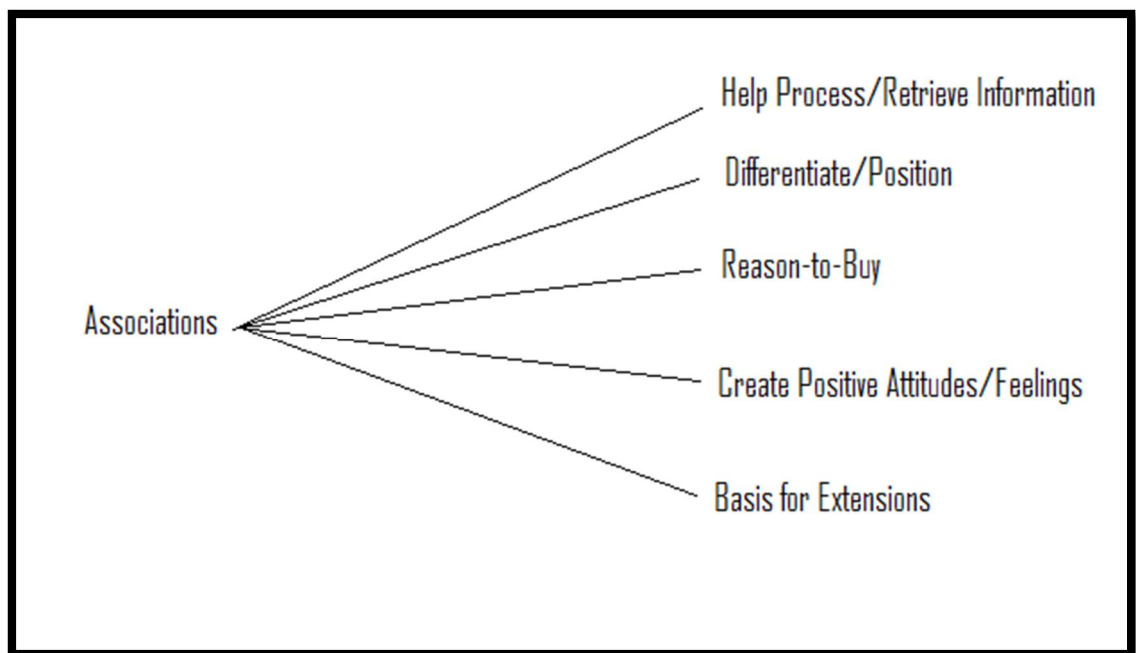 Help Process/Retrieve Information
Differentiate/Position
Reason-to-Buy
Associations
Create Positive Attitudes/Feelings
Basis for Extensions